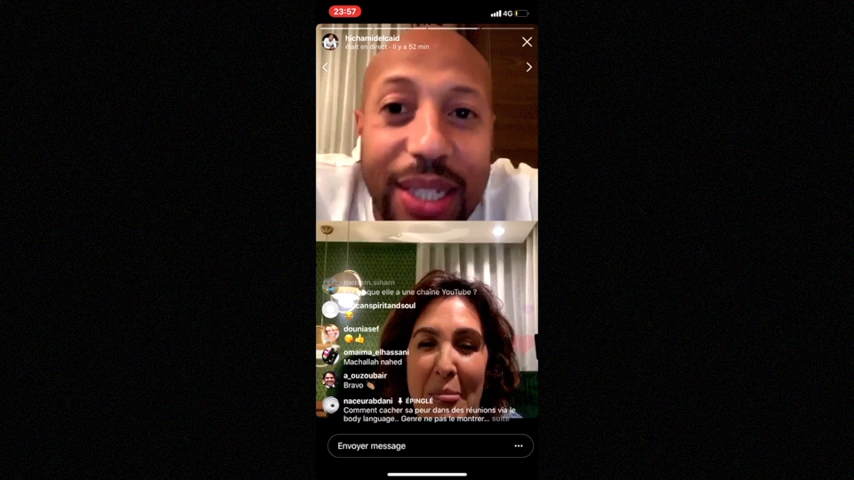 23:57
4G
hichamidelcaid
était en direct · Il y a 52 min
que elle a une chaîne YouTube ?
douniasef
omaima_elhassani
Machallah nahed
a_ouzoubair
Bravo 👏🏽
naceurabdani ÉPINGLÉ
Comment cacher sa peur dans des réunions via le
body language.. Genre ne pas le montrer... suite
Envoyer message